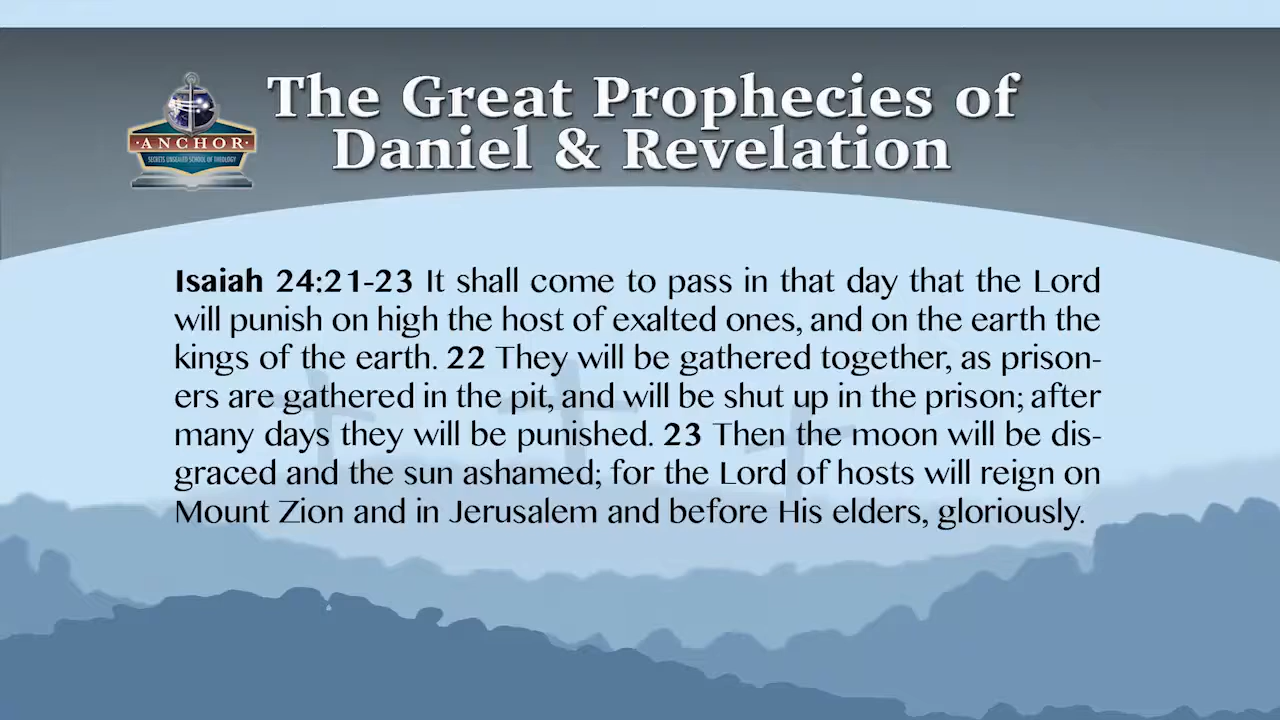 The Great Prophecies of
Daniel & Revelation
·ANCHOR·
SECRETS UNSEALED SCHOOL OF THEOLOGY
Isaiah 24:21-23 It shall come to pass in that day that the Lord
will punish on high the host of exalted ones, and on the earth the
kings of the earth. 22 They will be gathered together, as prison-
ers are gathered in the pit, and will be shut up in the prison; after
many days they will be punished. 23 Then the moon will be dis-
graced and the sun ashamed; for the Lord of hosts will reign on
Mount Zion and in Jerusalem and before His elders, gloriously.